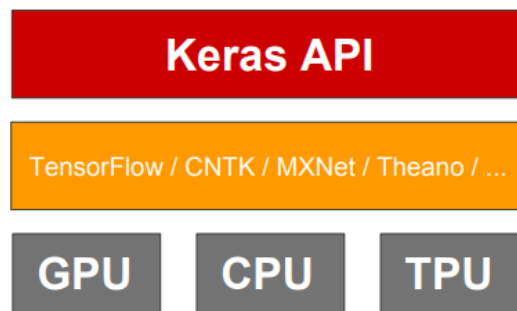 Keras API
TensorFlow / CNTK / MXNet / Theano / ...
GPU CPU TPU